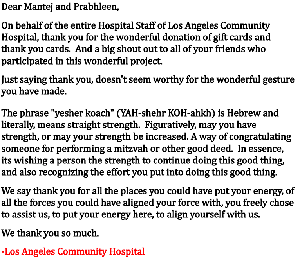 Dear Mantej and Prabhleen,
On behalf of the entire Hospital Staff of Los Angeles Community
Hospital, thank you for the wonderful donation of gift cards and
thank you cards. And a big shout out to all of your friends who
participated in this wonderful project.
Just saying thank you, doesn't seem worthy for the wonderful gesture
you have made.
The phrase "yesher koach" (YAH-shehr KOH-ahkh) is Hebrew and
literally, means straight strength. Figuratively, may you have
strength, or may your strength be increased. A way of congratulating
someone for performing a mitzvah or other good deed. In essence,
its wishing a person the strength to continue doing this good thing,
and also recognizing the effort you put into doing this good thing.
We say thank you for all the places you could have put your energy, of
all the forces you could have aligned your force with, you freely chose
to assist us, to put your energy here, to align yourself with us.
We thank you so much.
-Los Angeles Community Hospital